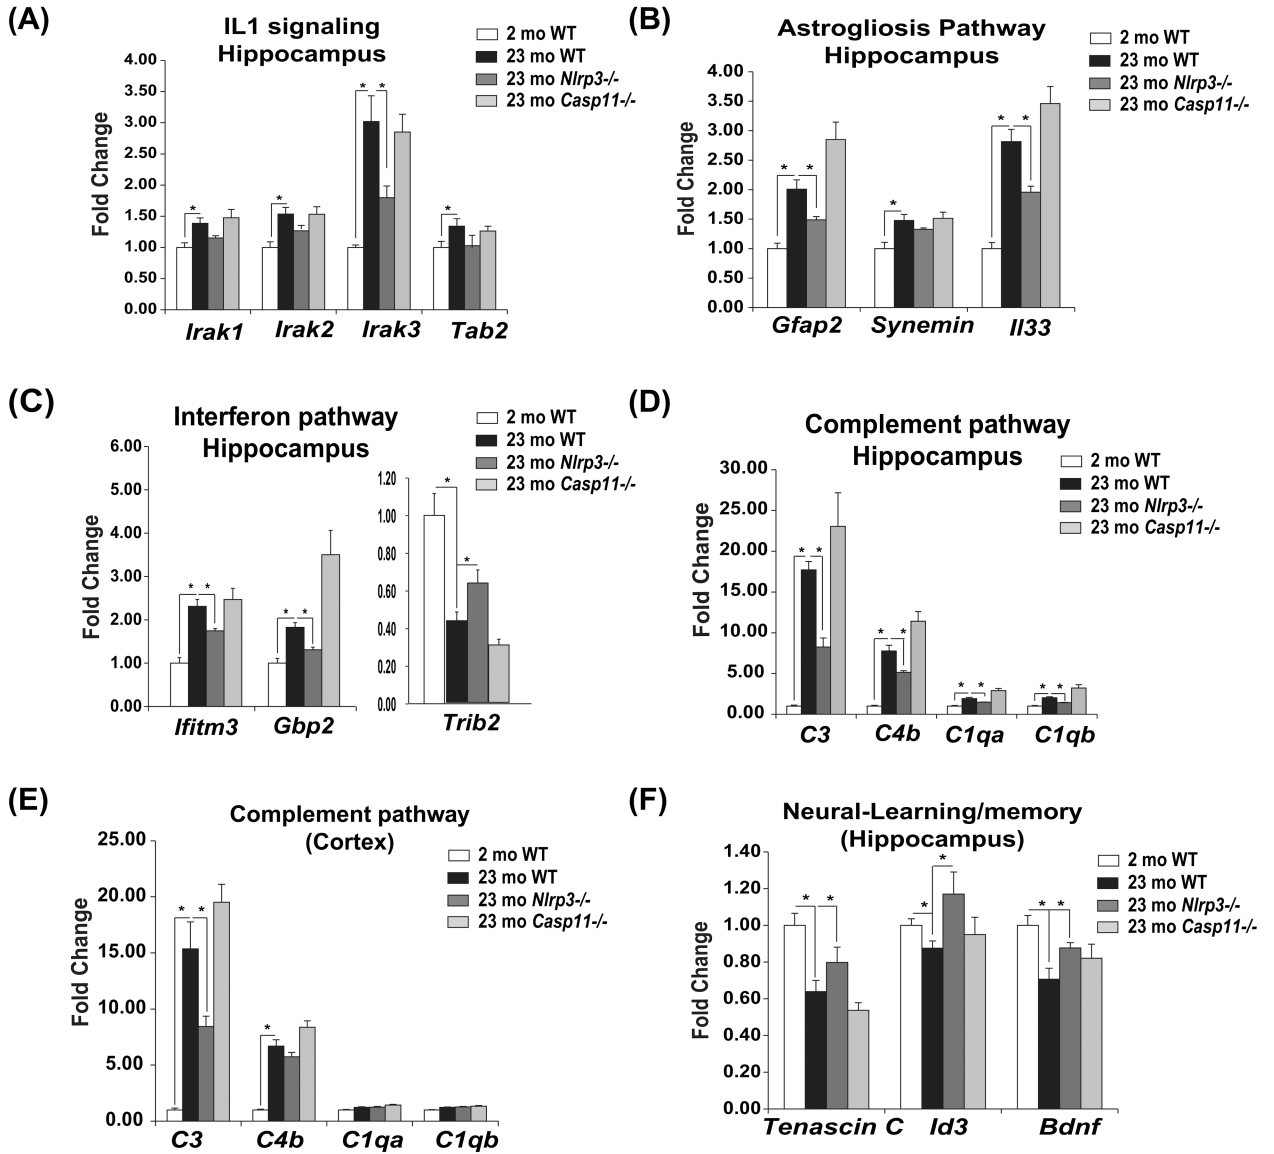 (A)
IL1 signaling
Hippocampus
2 mo WT
23 mo WT
23 mo Nlrp3-/-
23 mo Casp11-/-
Fold Change
4.00
3.50
3.00
2.50
2.00
1.50
1.00
0.50
0.00
* * * * *
Irak1 Irak2 Irak3 Tab2
(B)
Astrogliosis Pathway
Hippocampus
2 mo WT
23 mo WT
23 mo Nlrp3-/-
23 mo Casp11-/-
Fold Change
4.00
3.50
3.00
2.50
2.00
1.50
1.00
0.50
0.00
* * * * *
Gfap2 Synemin Il33
(C)
Interferon pathway
Hippocampus
2 mo WT
23 mo WT
23 mo Nlrp3-/-
23 mo Casp11-/-
Fold Change
6.00
5.00
4.00
3.00
2.00
1.00
0.00
* * * *
Ifitm3 Gbp2
1.20
1.00
0.80
0.60
0.40
0.20
0.00
* *
Trib2
(D)
Complement pathway
Hippocampus
2 mo WT
23 mo WT
23 mo Nlrp3-/-
23 mo Casp11-/-
Fold Change
30.00
25.00
20.00
15.00
10.00
5.00
0.00
* * * * * * * *
C3 C4b C1qa C1qb
(E)
Complement pathway
(Cortex)
2 mo WT
23 mo WT
23 mo Nlrp3-/-
23 mo Casp11-/-
Fold Change
25.00
20.00
15.00
10.00
5.00
0.00
* * *
C3 C4b C1qa C1qb
(F)
Neural-Learning/memory
(Hippocampus)
2 mo WT
23 mo WT
23 mo Nlrp3-/-
23 mo Casp11-/-
Fold Change
1.40
1.20
1.00
0.80
0.60
0.40
0.20
0.00
* * * * * *
Tenascin C Id3 Bdnf